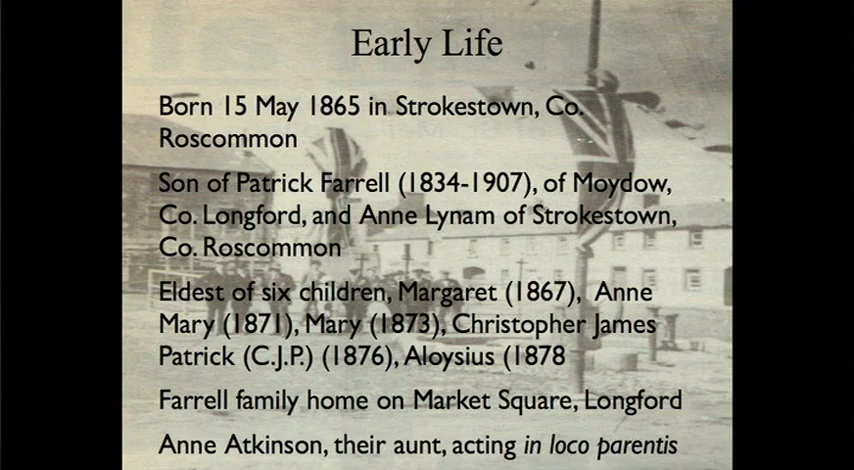 Early Life
Born 15 May 1865 in Strokestown, Co.
Roscommon
Son of Patrick Farrell (1834-1907), of Moydow,
Co. Longford, and Anne Lynam of Strokestown,
Co. Roscommon
Eldest of six children, Margaret (1867), Anne
Mary (1871), Mary (1873), Christopher James
Patrick (C.J.P.) (1876), Aloysius (1878
Farrell family home on Market Square, Longford
Anne Atkinson, their aunt, acting in loco parentis